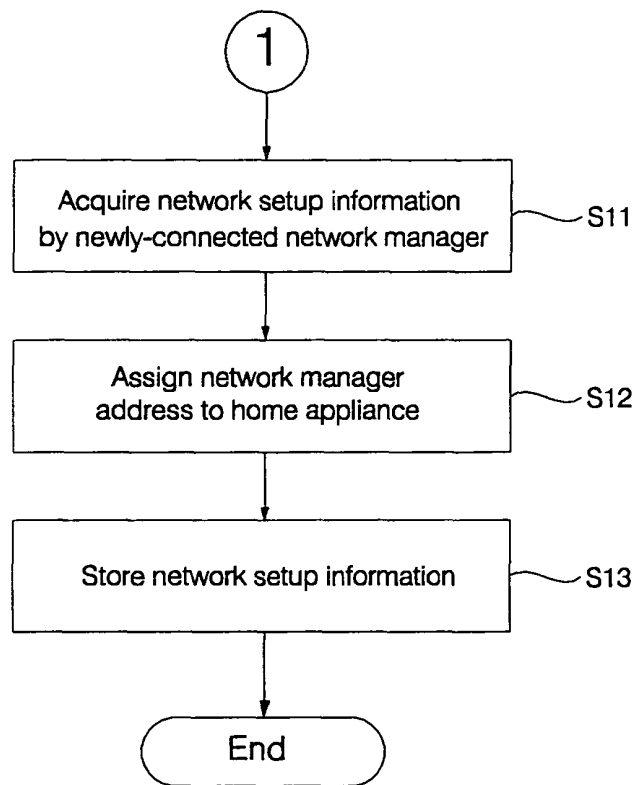 1
Acquire network setup information
by newly-connected network manager
S11
Assign network manager
address to home appliance
S12
Store network setup information
S13
End